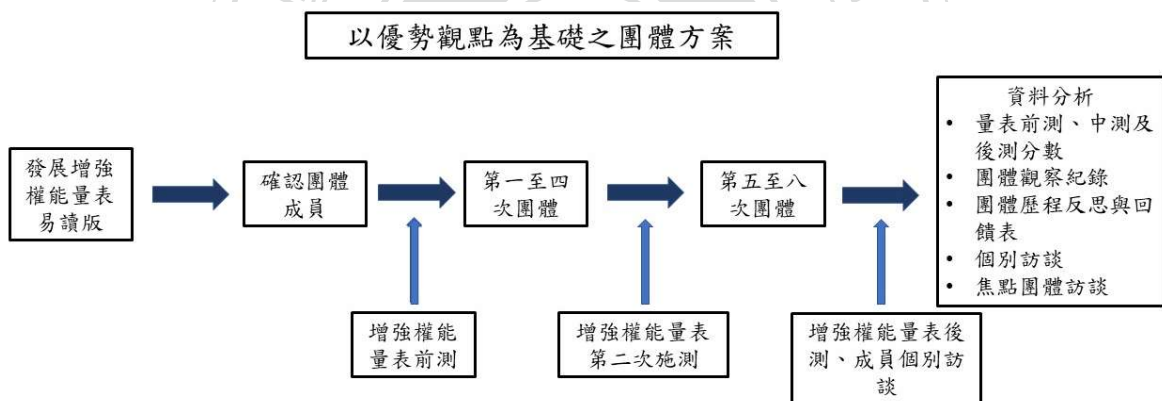 以優勢觀點為基礎之團體方案
發展增強
權能量表
易讀版
確認團體
成員
第一至四
次團體
第五至八
次團體
資料分析
• 量表前測、中測及
後測分數
• 團體觀察紀錄
• 團體歷程反思與回
饋表
• 個別訪談
• 焦點團體訪談
增強權能
量表前測
增強權能量表
第二次施測
增強權能量表後
測、成員個別訪
談